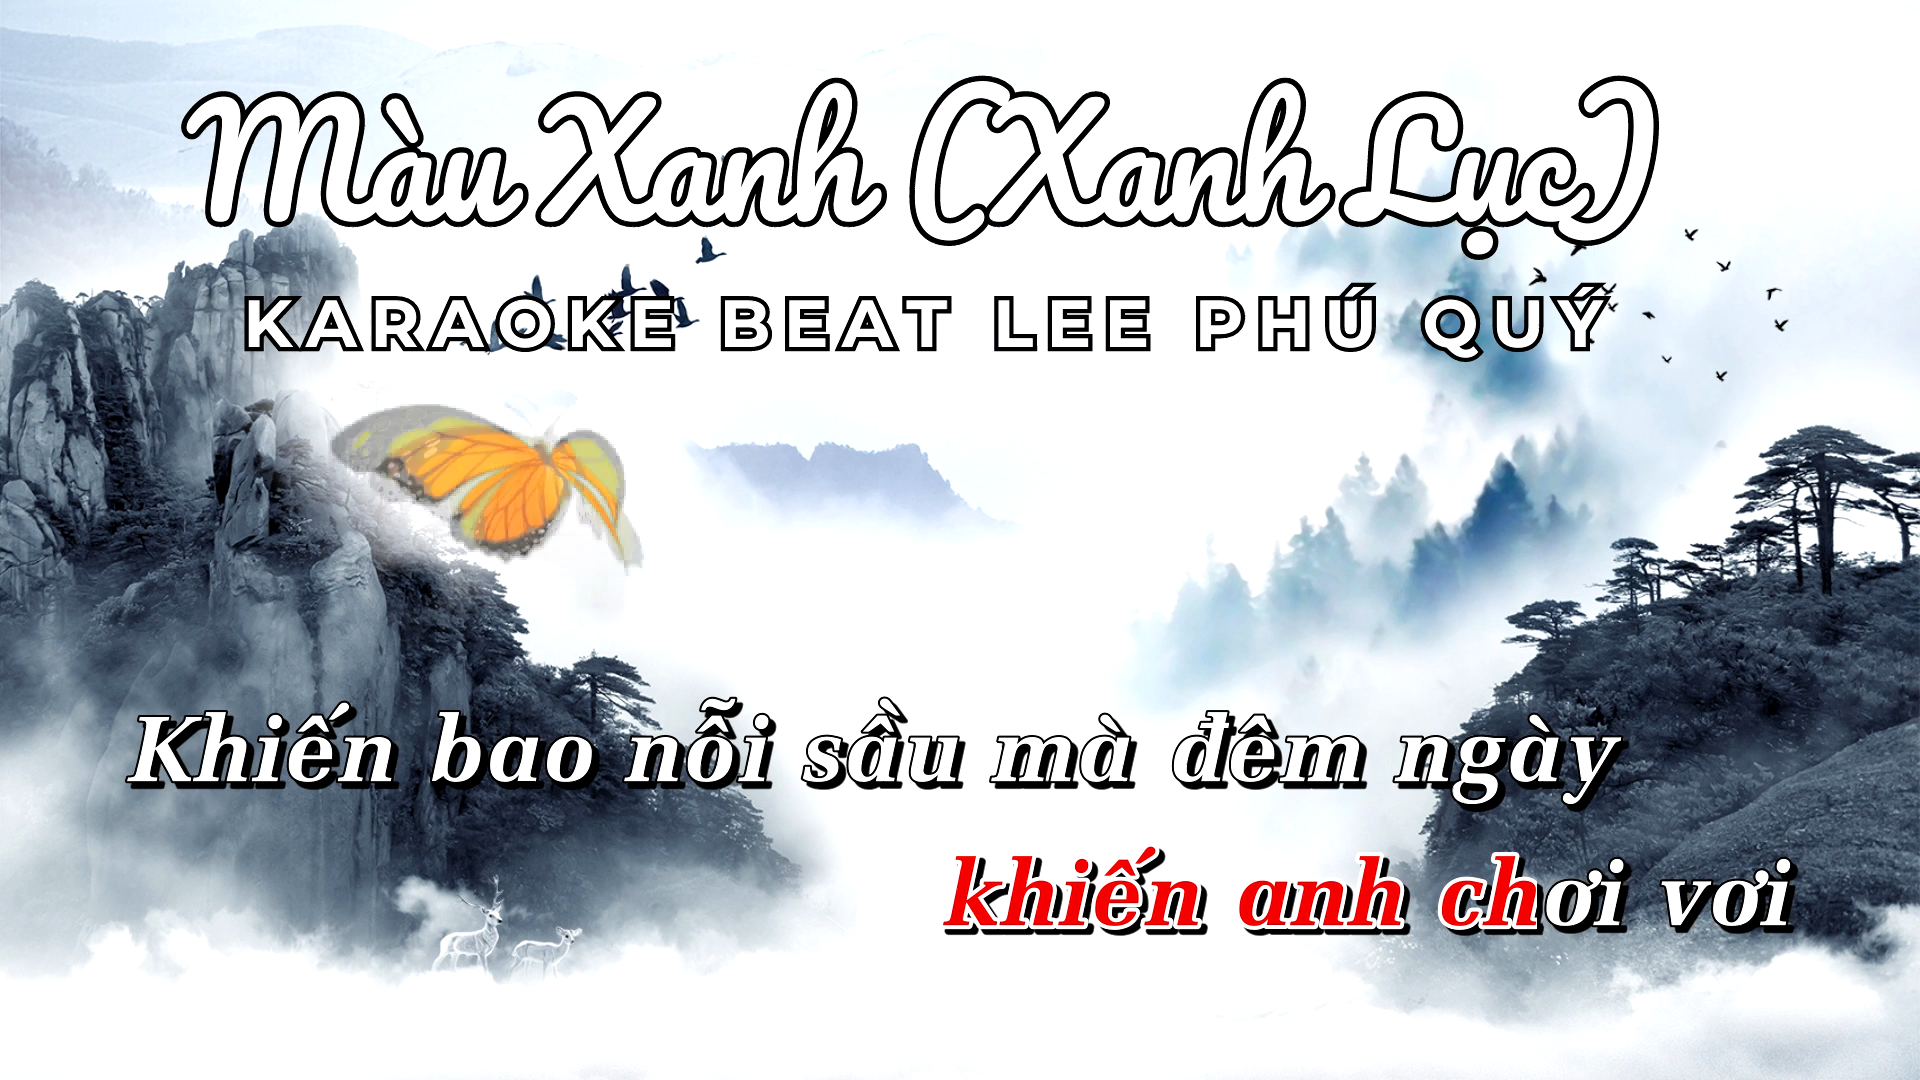 Màu Xanh (Xanh Lục)
KARAOKE BEAT LEE PHÚ QUÝ
Khiến bao nỗi sầu mà đêm ngày
khiến anh chơi vơi